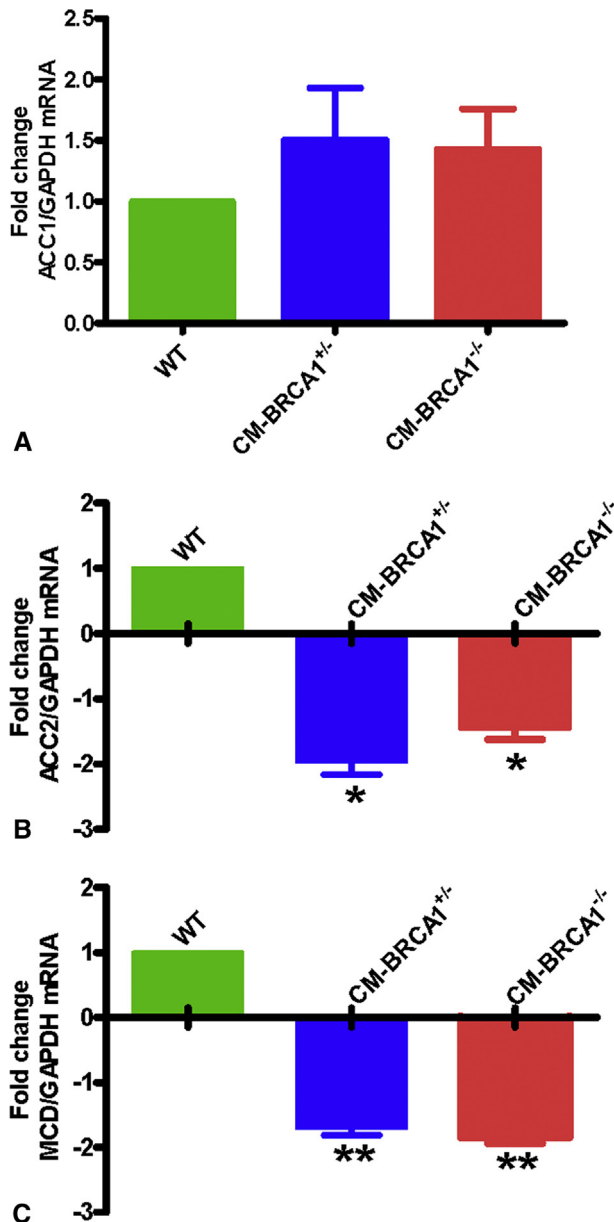 2.5
2.0
1.5
1.0
0.5
0.0
Fold change
ACC1/GAPDH mRNA
WT
CM-BRCA1+/-
CM-BRCA1-/-
A
2
1
0
-1
-2
-3
Fold change
ACC2/GAPDH mRNA
WT
CM-BRCA1+/-
CM-BRCA1-/-
*
*
B
2
1
0
-1
-2
-3
Fold change
MCD/GAPDH mRNA
WT
CM-BRCA1+/-
CM-BRCA1-/-
**
**
C